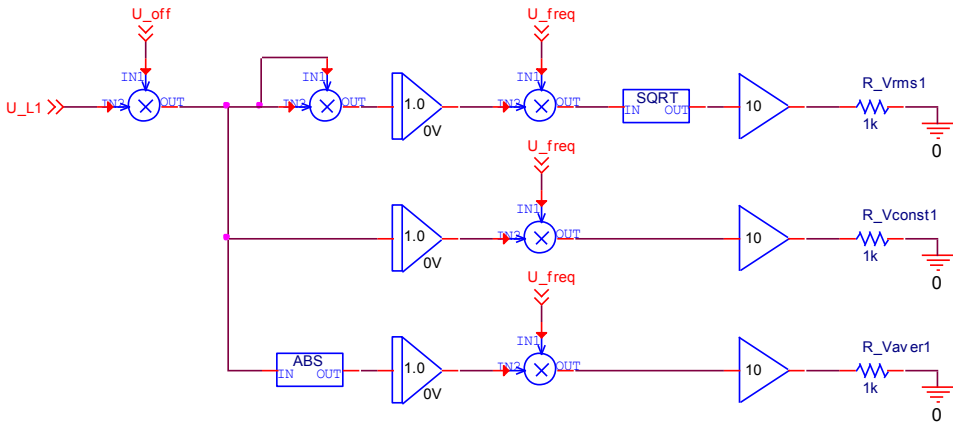 U_off
U_freq
IN1
IN1
IN1
R_Vrms1
U_L1
IN2
OUT
IN2
OUT
1.0
IN2
OUT
SQRT
IN
OUT
10
0V
1k
0
U_freq
IN1
R_Vconst1
1.0
IN2
OUT
10
0V
1k
0
U_freq
IN1
R_Vaver1
ABS
IN
OUT
1.0
IN2
OUT
10
0V
1k
0